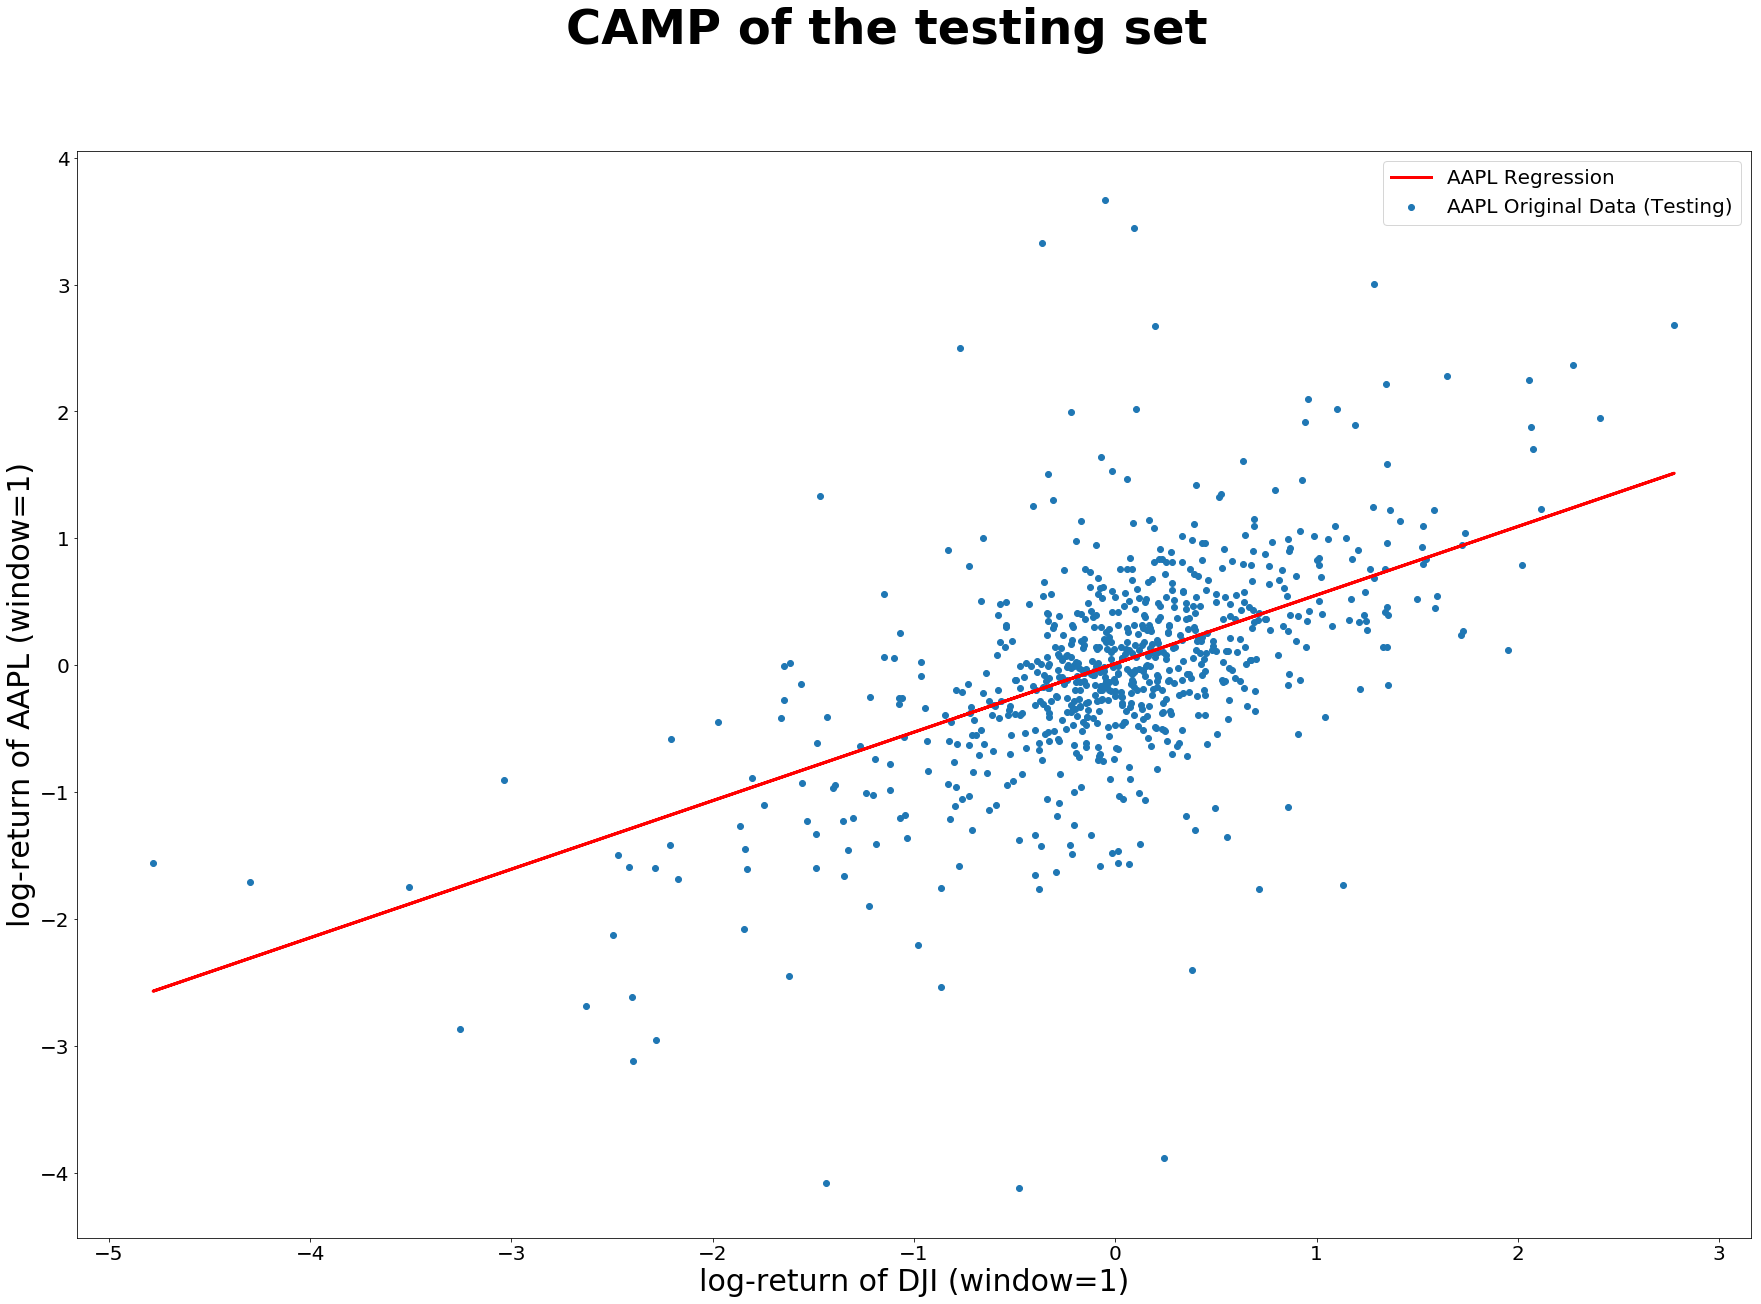 CAMP of the testing set
4
3
2
1
0
−1
−2
−3
−4
log-return of AAPL (window=1)
AAPL Regression
AAPL Original Data (Testing)
−5 −4 −3 −2 −1 0 1 2 3
log-return of DJI (window=1)